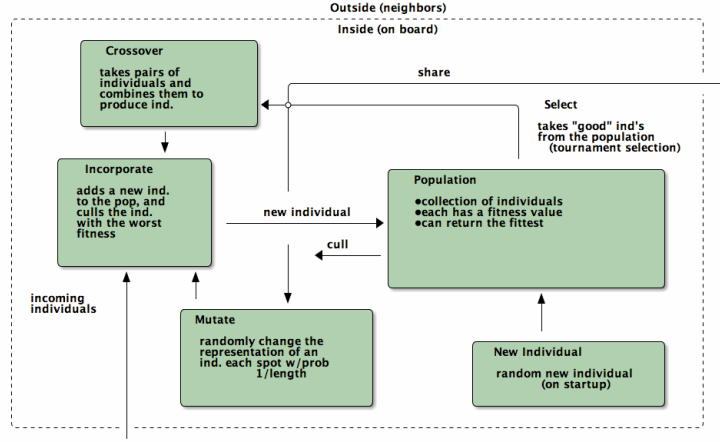 Outside (neighbors)
Inside (on board)
Crossover
takes pairs of
individuals and
combines them to
produce ind.
share
Select
takes "good" ind's
from the population
(tournament selection)
Incorporate
adds a new ind.
to the pop, and
culls the ind.
with the worst
fitness
Population
●collection of individuals
●each has a fitness value
●can return the fittest
new individual
cull
incoming
individuals
Mutate
randomly change the
representation of an
ind. each spot w/prob
1/length
New Individual
random new individual
(on startup)